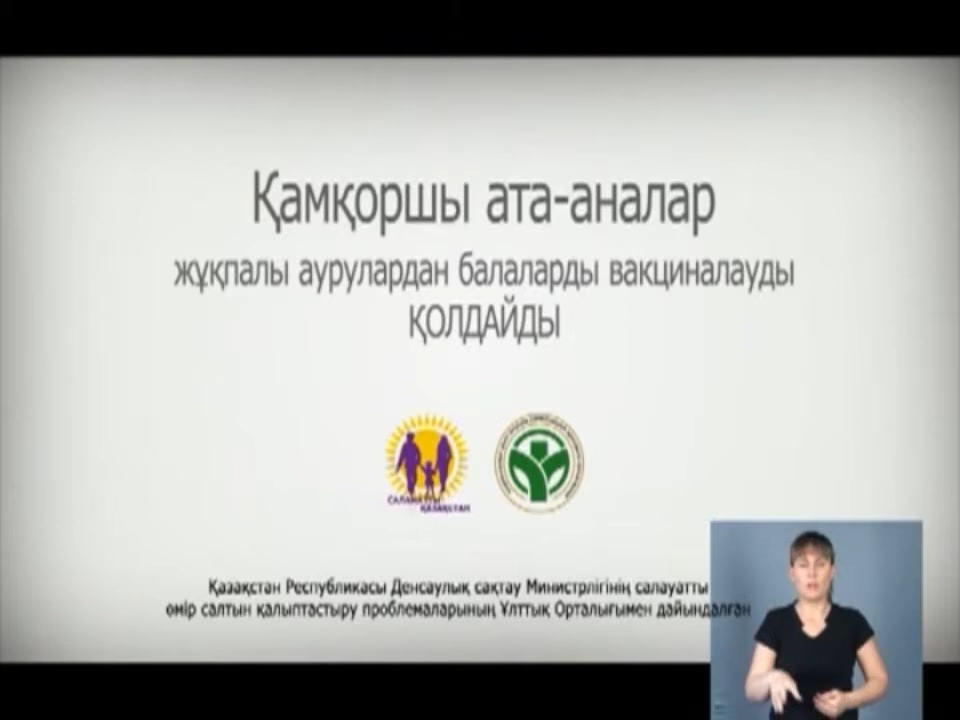 Қамқоршы ата-аналар
жұқпалы аурулардан балаларды вакциналауды
ҚОЛДАЙДЫ
САЛАМАТТЫ
ҚАЗАҚСТАН
Қазақстан Республикасы Денсаулық сақтау Министрлігінің салауатты
өмір салтын қалыптастыру проблемаларының Ұлттық Орталығымен дайындалған